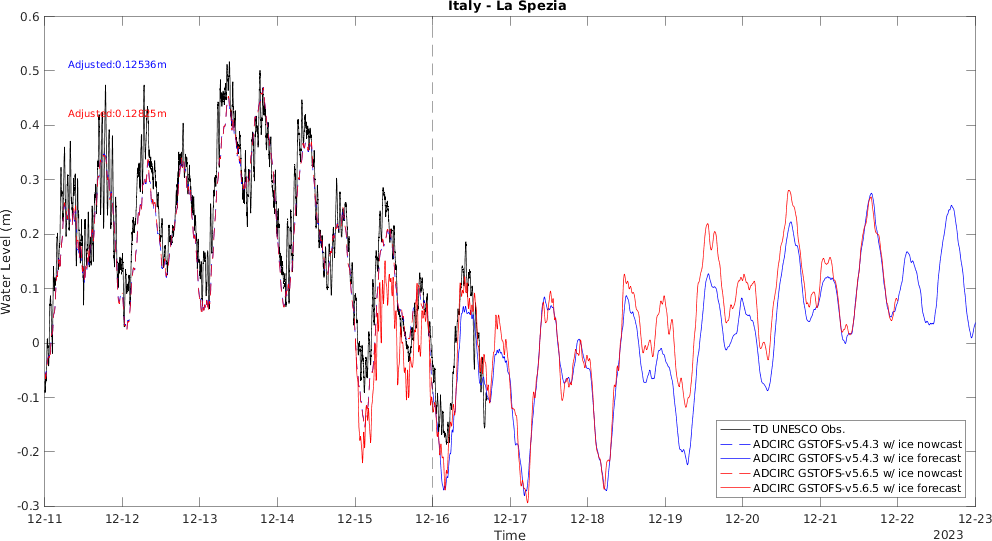 Italy - La Spezia
Adjusted:0.12536m
Adjusted:0.12815m
Water Level (m)
0.6
0.5
0.4
0.3
0.2
0.1
0
-0.1
-0.2
-0.3
12-11 12-12 12-13 12-14 12-15 12-16 12-17 12-18 12-19 12-20 12-21 12-22 12-23
Time
2023
TD UNESCO Obs.
ADCIRC GSTOFS-v5.4.3 w/ ice nowcast
ADCIRC GSTOFS-v5.4.3 w/ ice forecast
ADCIRC GSTOFS-v5.6.5 w/ ice nowcast
ADCIRC GSTOFS-v5.6.5 w/ ice forecast